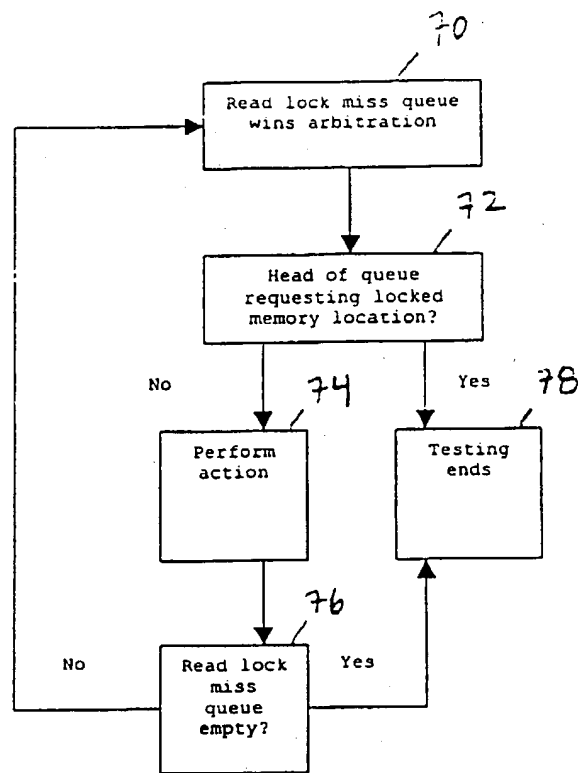 70
Read lock miss queue
wins arbitration
72
Head of queue
requesting locked
memory location?
No
74
Yes
78
Perform
action
Testing
ends
76
No
Read lock
miss
queue
empty?
Yes